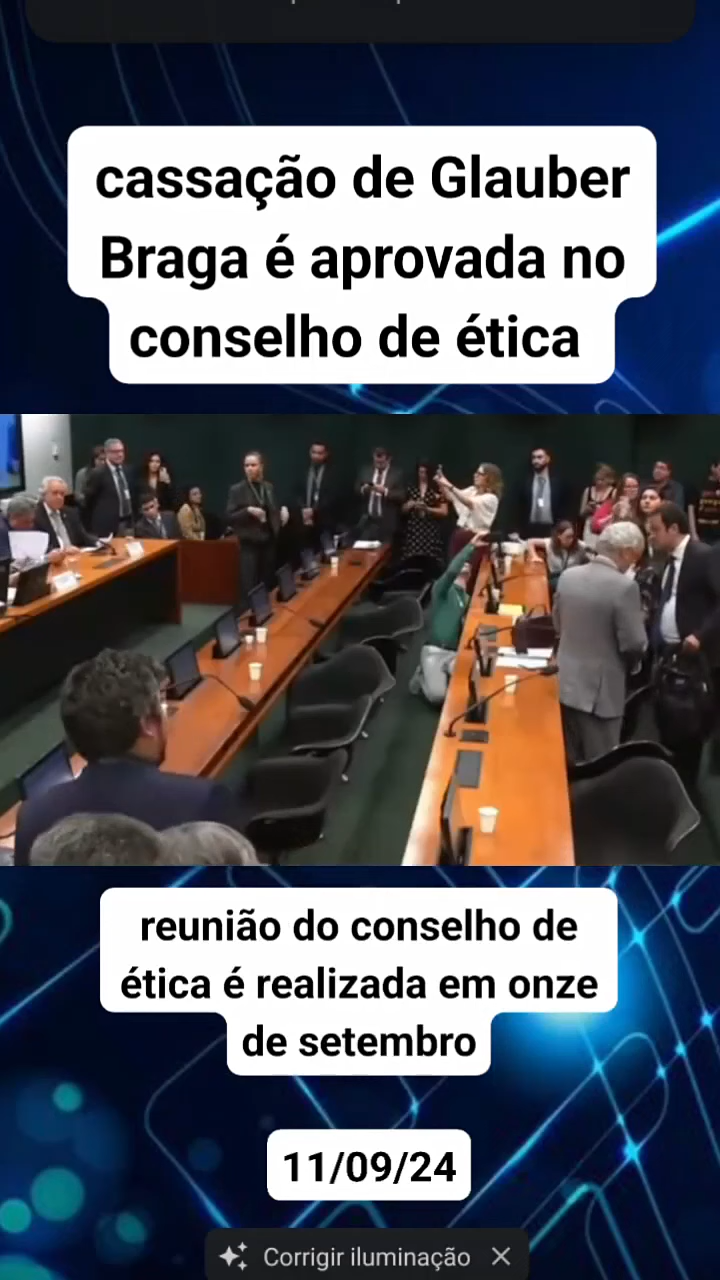 cassação de Glauber
Braga é aprovada no
conselho de ética
reunião do conselho de
ética é realizada em onze
de setembro
11/09/24
Corrigir iluminação